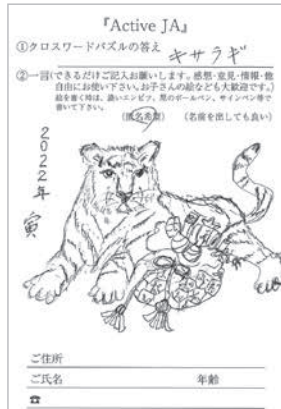 『Active JA』
①クロスワードパズルの答え
キサラギ
②一言(できるだけご記入お願いします。感想・意見・情報・他
自由にお使い下さい。お子さんの絵なども大歓迎です。)
絵を書く時は、濃いエンピツ、黒のボールペン、サインペン等で
書いて下さい。
(匿名希望) (名前を出しても良い)
2022年 寅
ご住所
ご氏名 年齢
☎